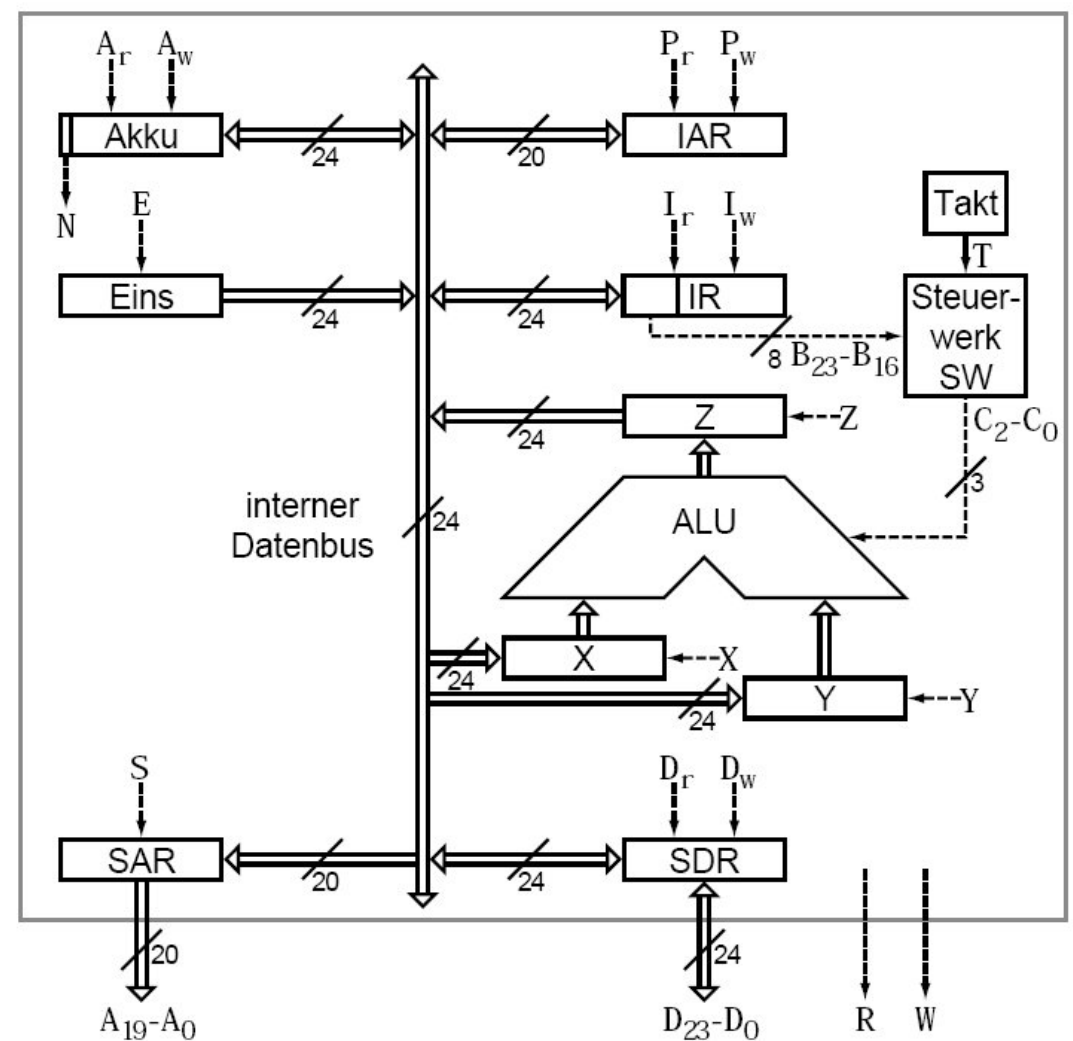 Ar Aw Pr Pw
Akku 24 20 IAR
Takt
N E Ir Iw T
Eins 24 24 IR
Steuer-
werk
SW
8 B23-B16
24 Z Z
C2-C0
3
interner
Datenbus
24
ALU
24 X X
24 Y Y
S Dr Dw
SAR 20 24 SDR
20 24
A19-A0 D23-D0 R W